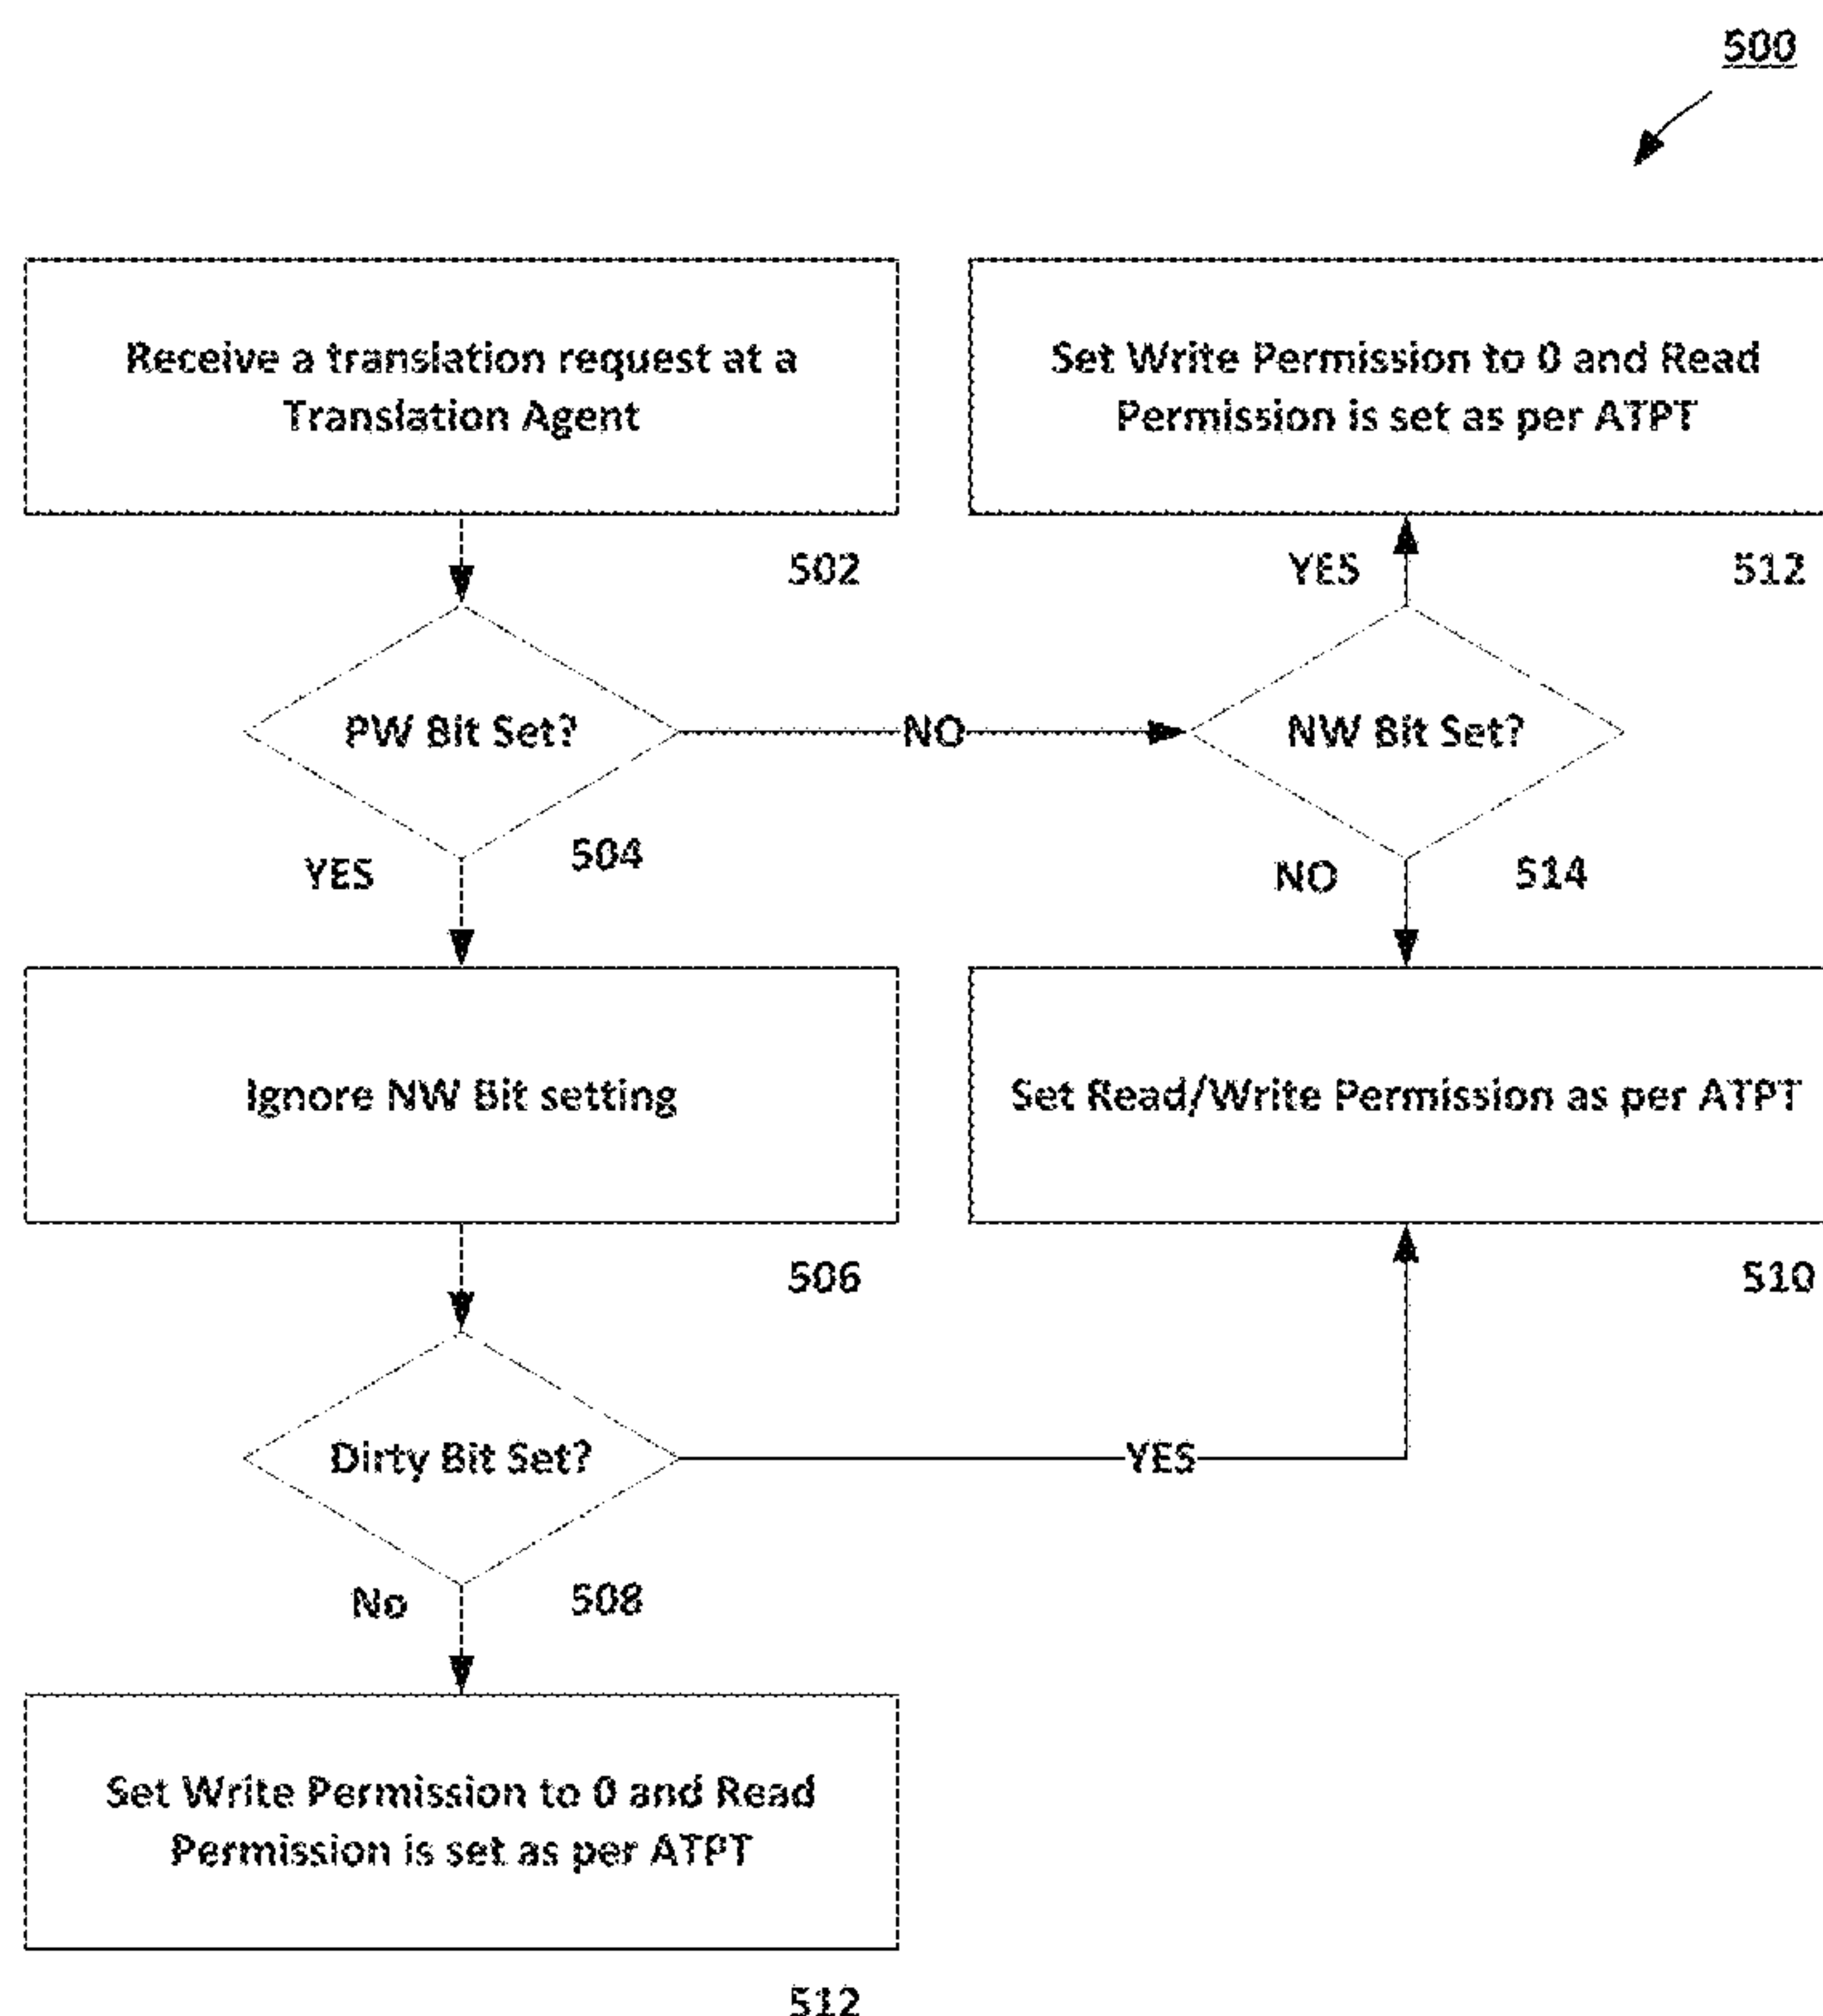 500
Receive a translation request at a
Translation Agent
502
Set Write Permission to 0 and Read
Permission is set as per ATPT
512
YES
PW Bit Set?
NO
NW Bit Set?
504
YES
514
NO
Ignore NW Bit setting
506
Set Read/Write Permission as per ATPT
510
Dirty Bit Set?
YES
508
No
Set Write Permission to 0 and Read
Permission is set as per ATPT
512